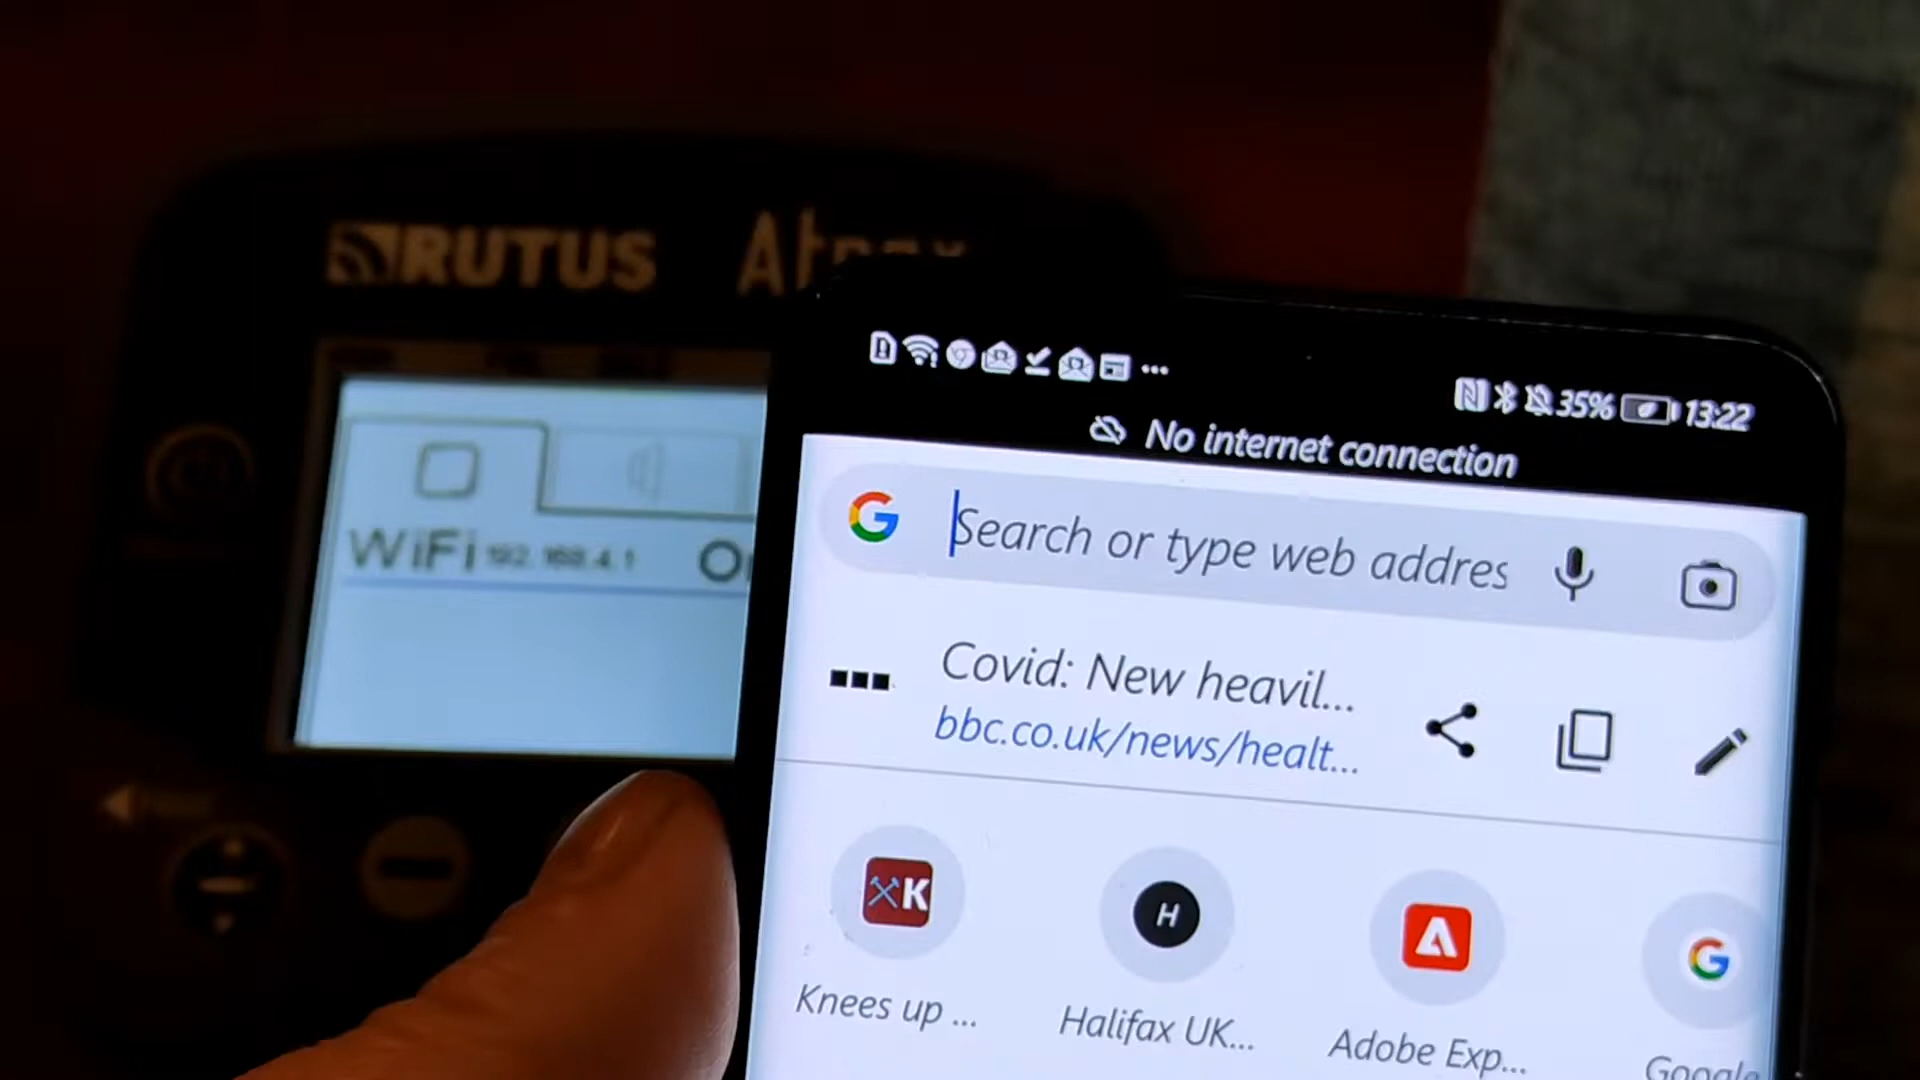 RUTUS
WiFi 192.168.4.1
35% 13:22
No internet connection
Search or type web addres
Covid: New heavil...
bbc.co.uk/news/healt...
K
H
Knees up ...
Halifax UK...
Adobe Exp...
Google